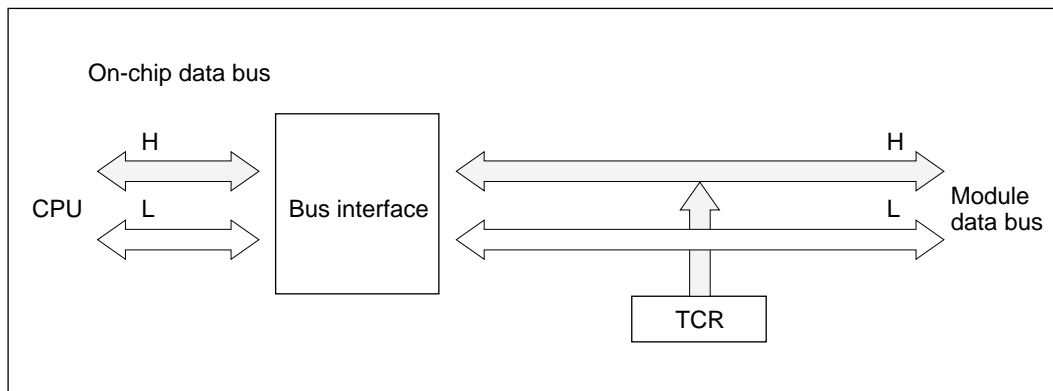 On-chip data bus
H
H
CPU
L
Bus interface
L
Module
data bus
TCR